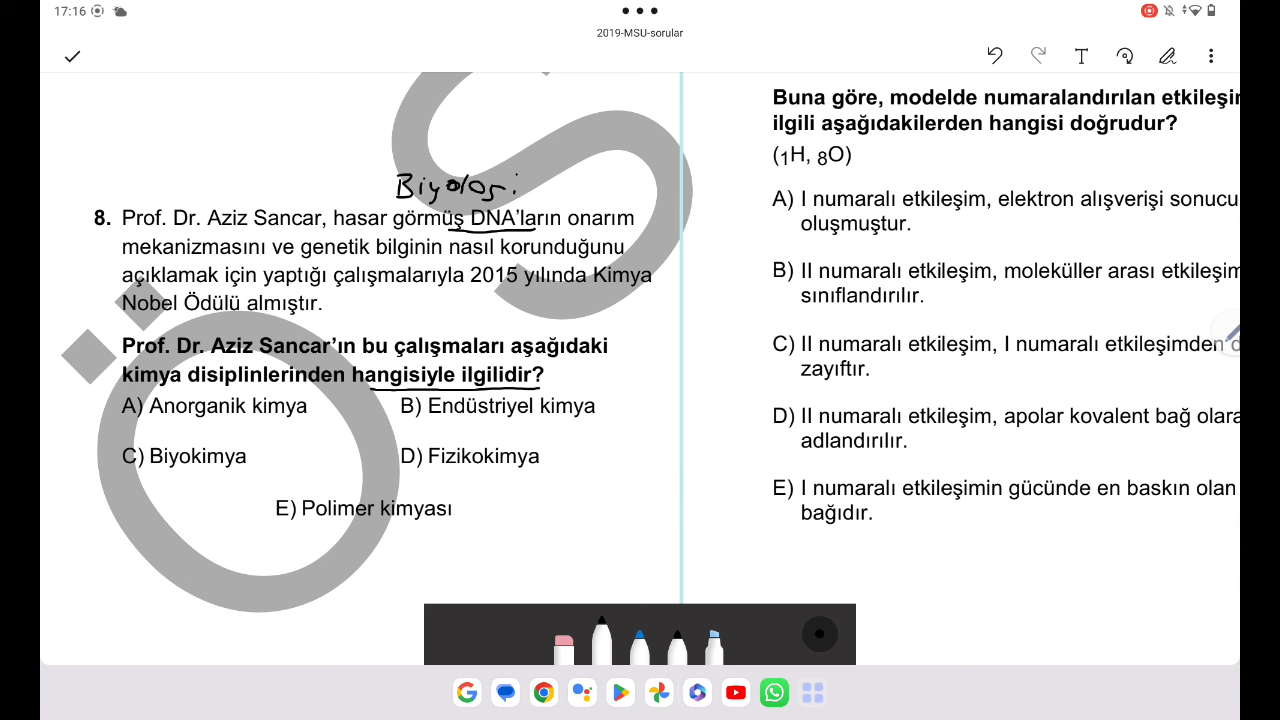 17:16
2019-MSU-sorular
T
Biyoloji
8. Prof. Dr. Aziz Sancar, hasar görmüş DNA'ların onarım
mekanizmasını ve genetik bilginin nasıl korunduğunu
açıklamak için yaptığı çalışmalarıyla 2015 yılında Kimya
Nobel Ödülü almıştır.
Prof. Dr. Aziz Sancar'ın bu çalışmaları aşağıdaki
kimya disiplinlerinden hangisiyle ilgilidir?
A) Anorganik kimya
B) Endüstriyel kimya
C) Biyokimya
D) Fizikokimya
E) Polimer kimyası
Buna göre, modelde numaralandırılan etkileşim
ilgili aşağıdakilerden hangisi doğrudur?
(₁H, ₈O)
A) I numaralı etkileşim, elektron alışverişi sonucu
oluşmuştur.
B) II numaralı etkileşim, moleküller arası etkileşim
sınıflandırılır.
C) II numaralı etkileşim, I numaralı etkileşimden d
zayıftır.
D) II numaralı etkileşim, apolar kovalent bağ olara
adlandırılır.
E) I numaralı etkileşimin gücünde en baskın olan
bağıdır.
ÖS